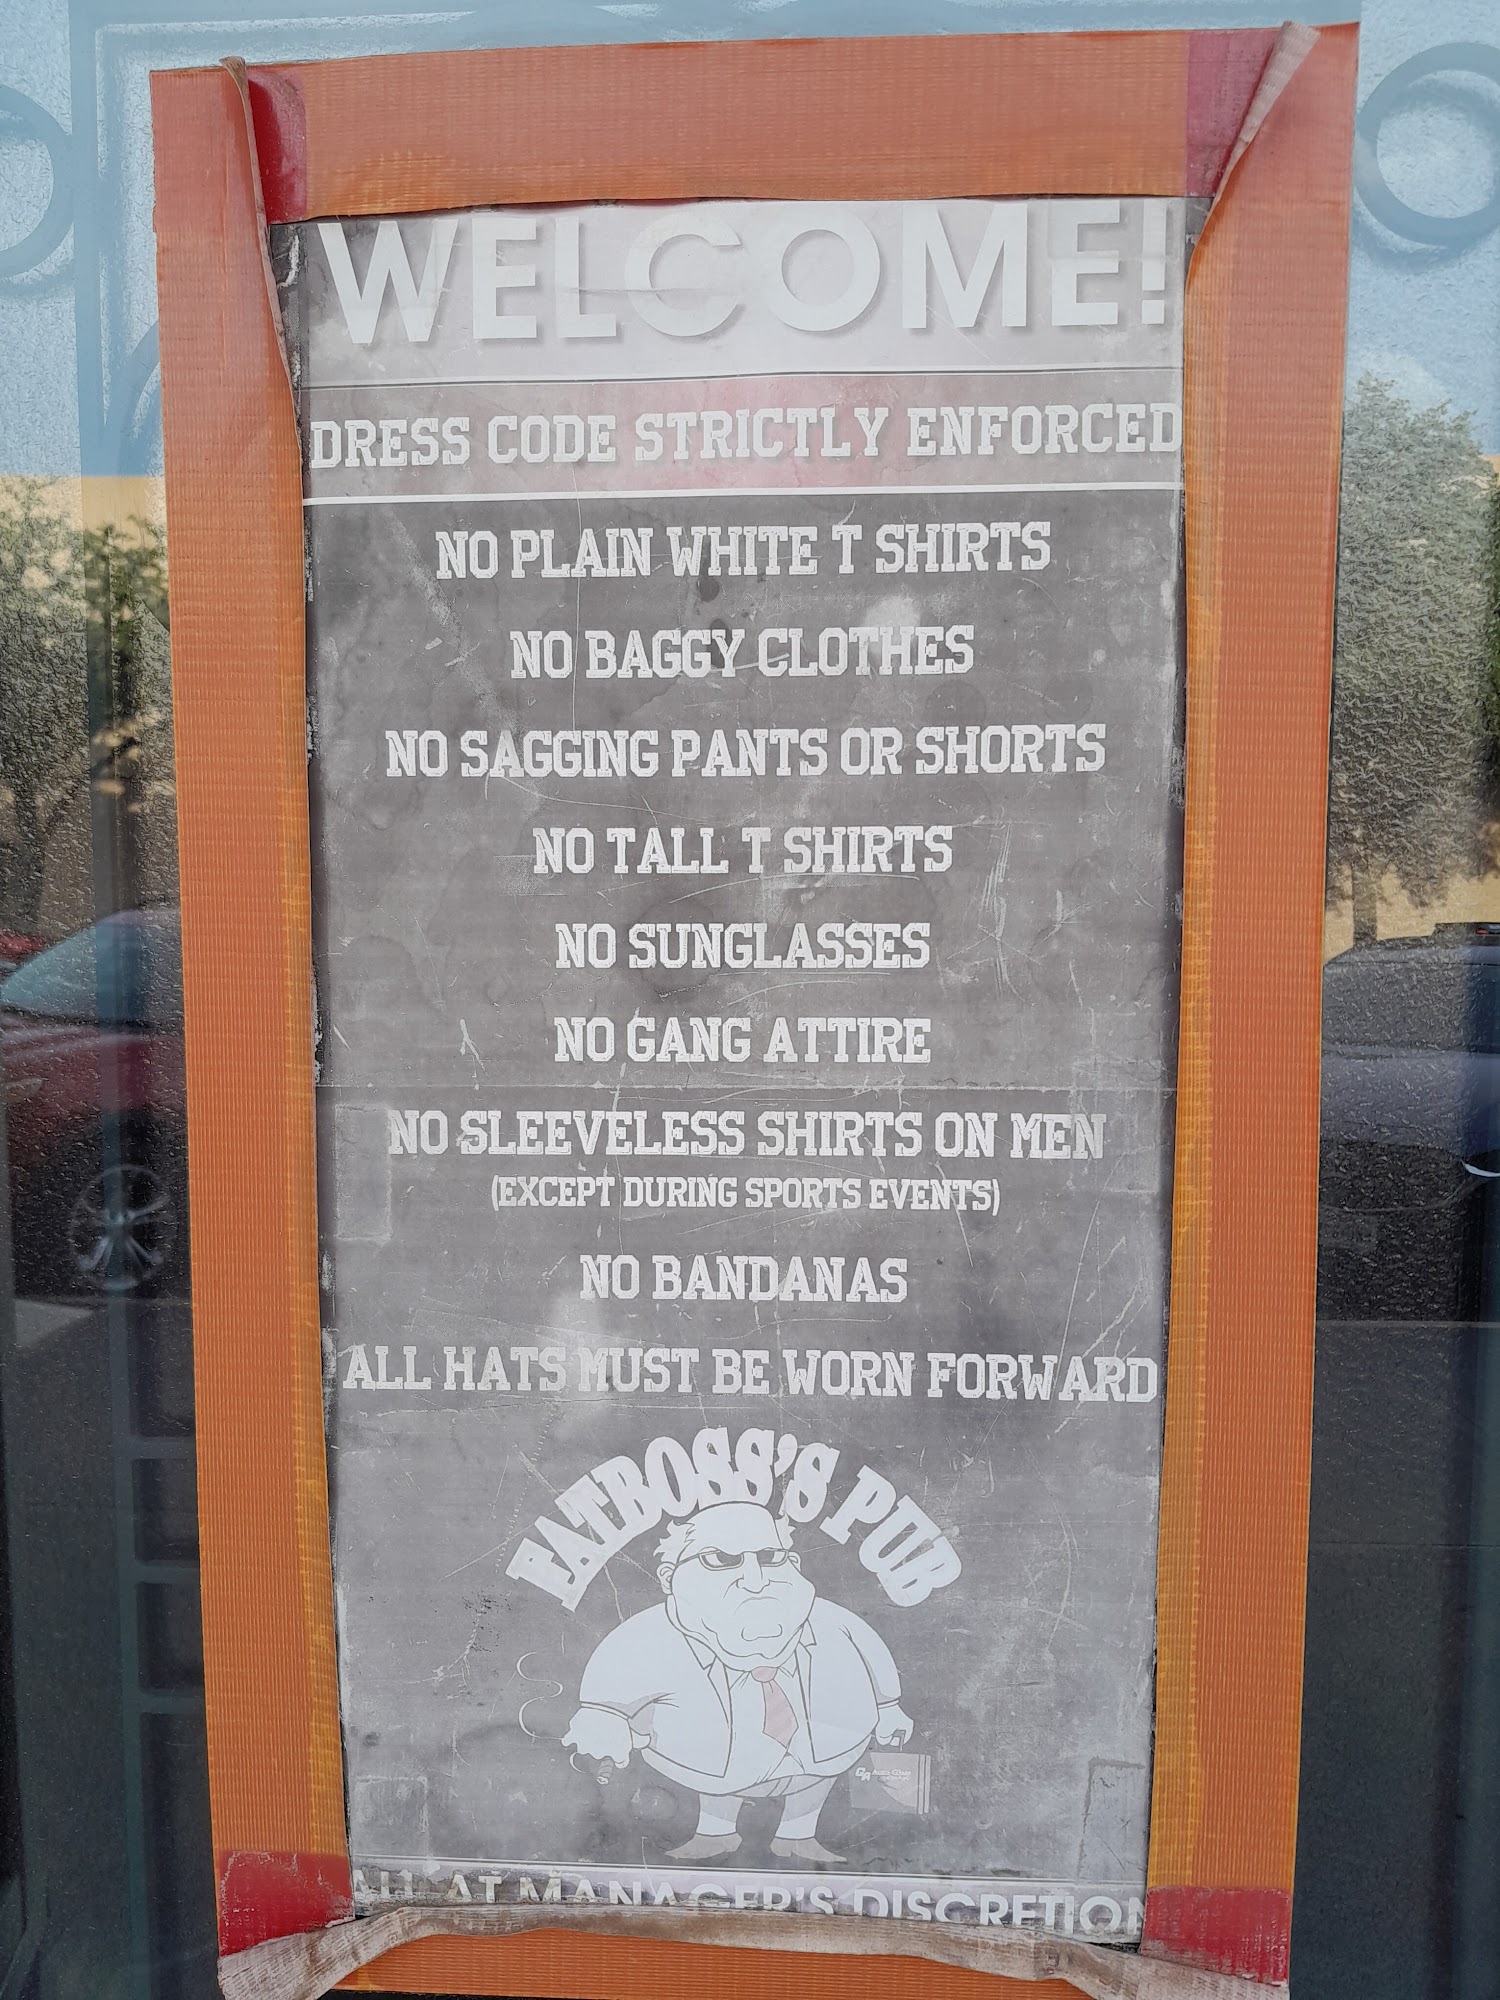 WELCOME!
DRESS CODE STRICTLY ENFORCED
NO PLAIN WHITE T SHIRTS
NO BAGGY CLOTHES
NO SAGGING PANTS OR SHORTS
NO TALL T SHIRTS
NO SUNGLASSES
NO GANG ATTIRE
NO SLEEVELESS SHIRTS ON MEN
(EXCEPT DURING SPORTS EVENTS)
NO BANDANAS
ALL HATS MUST BE WORN FORWARD
FATBOSS'S PUB
ALL AT MANAGER'S DISCRETION